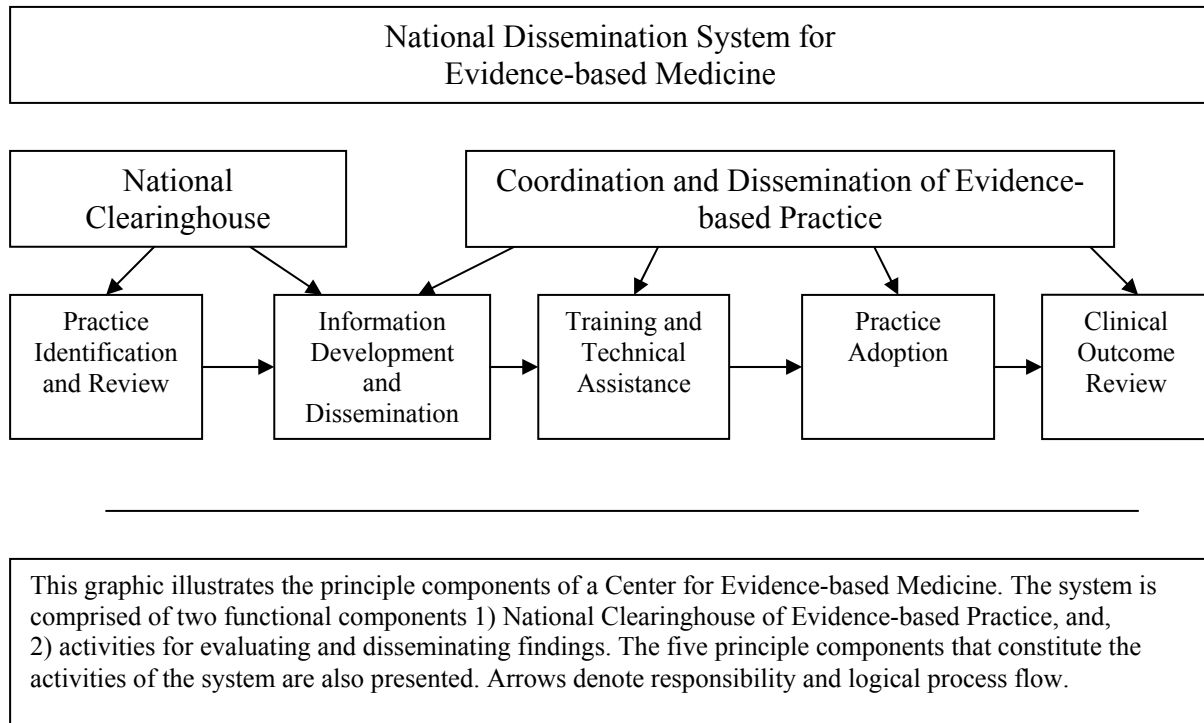 National Dissemination System for
Evidence-based Medicine
National
Clearinghouse
Coordination and Dissemination of Evidence-
based Practice
Practice
Identification
and Review
Information
Development
and
Dissemination
Training and
Technical
Assistance
Practice
Adoption
Clinical
Outcome
Review
This graphic illustrates the principle components of a Center for Evidence-based Medicine. The system is
comprised of two functional components 1) National Clearinghouse of Evidence-based Practice, and,
2) activities for evaluating and disseminating findings. The five principle components that constitute the
activities of the system are also presented. Arrows denote responsibility and logical process flow.